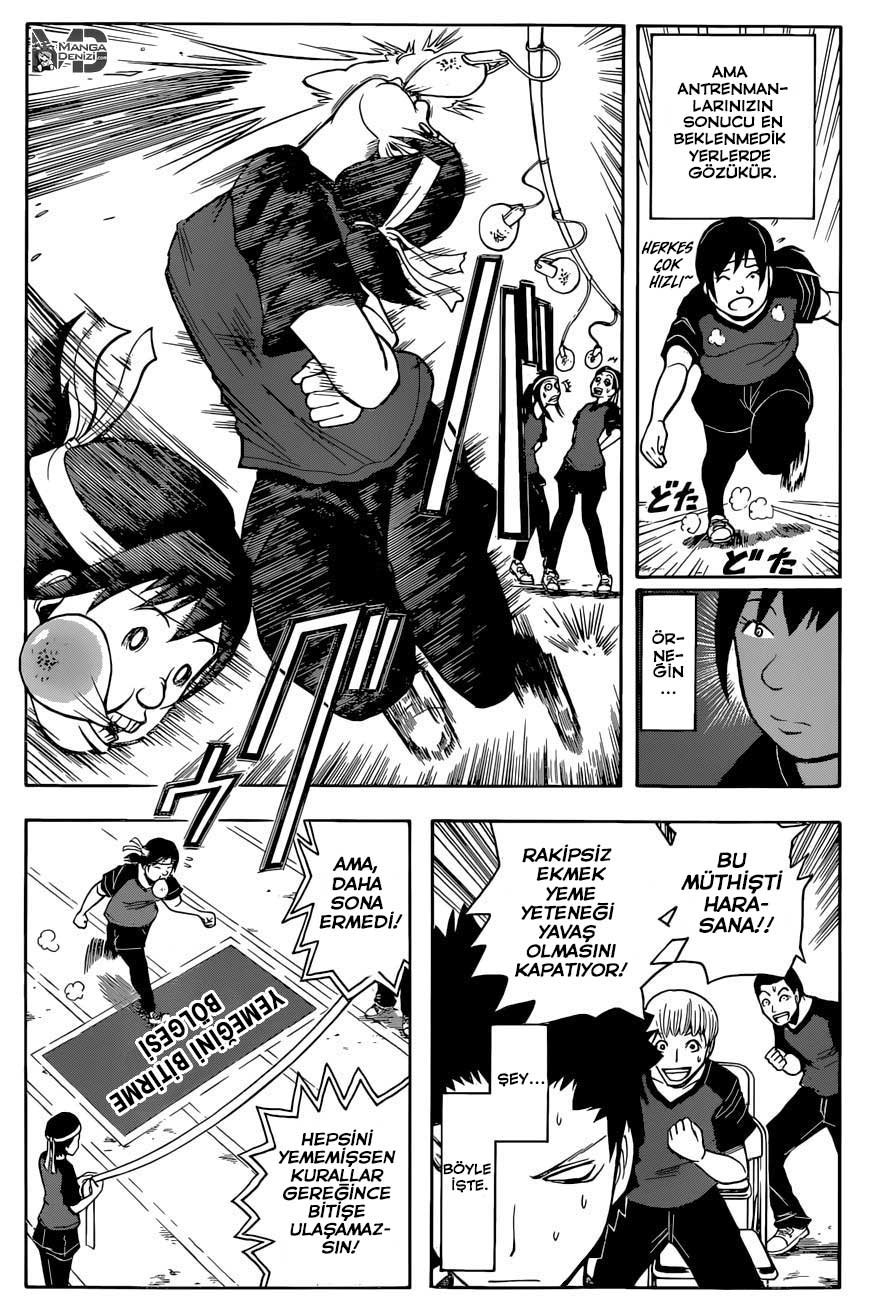 MANGA
DENİZİ.com
AMA
ANTRENMAN-
LARINIZIN
SONUCU EN
BEKLENMEDİK
YERLERDE
GÖZÜKÜR.
HERKES
ÇOK
HIZLI~
どた
どた
ÖR-
NE-
ĞİN
...
BU
MÜTHİŞTİ
HARA-
SANA!!
RAKİPSİZ
EKMEK
YEME
YETENEĞİ
YAVAŞ
OLMASINI
KAPATIYOR!
ŞEY...
BÖYLE
İŞTE.
AMA,
DAHA
SONA
ERMEDİ!
YEMEĞİNİ BİTİRME
BÖLGESİ
HEPSİNİ
YEMEMİŞSEN
KURALLAR
GEREĞİNCE
BİTİŞE
ULAŞAMAZ-
SIN!